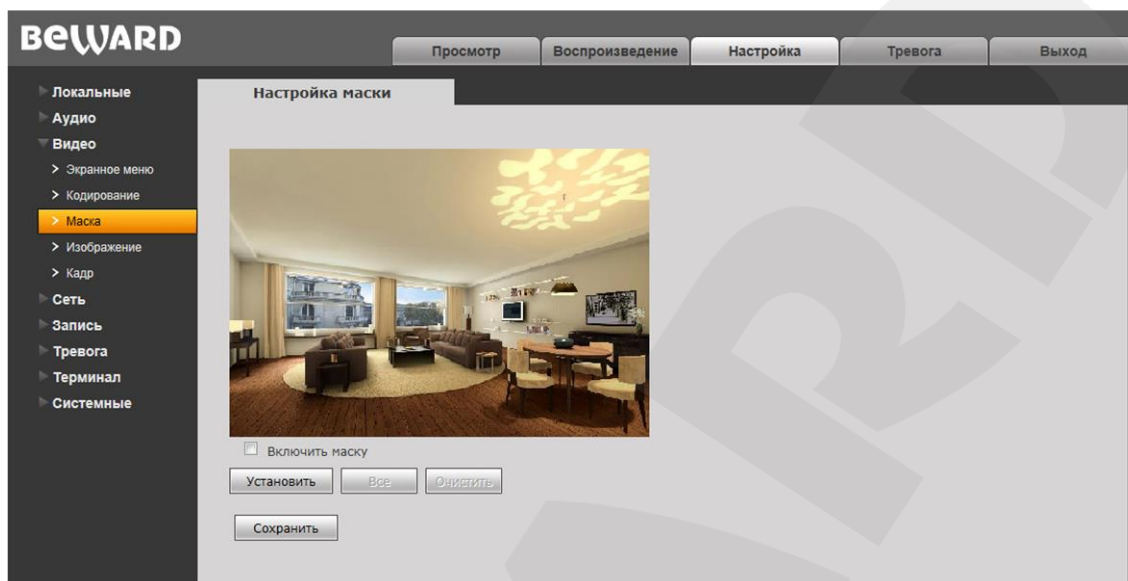 BEWARD
Просмотр Воспроизведение Настройка Тревога Выход
Локальные
Аудио
Видео
Экранное меню
Кодирование
Маска
Изображение
Кадр
Сеть
Запись
Тревога
Терминал
Системные
Настройка маски
Включить маску
Установить Все Очистить
Сохранить